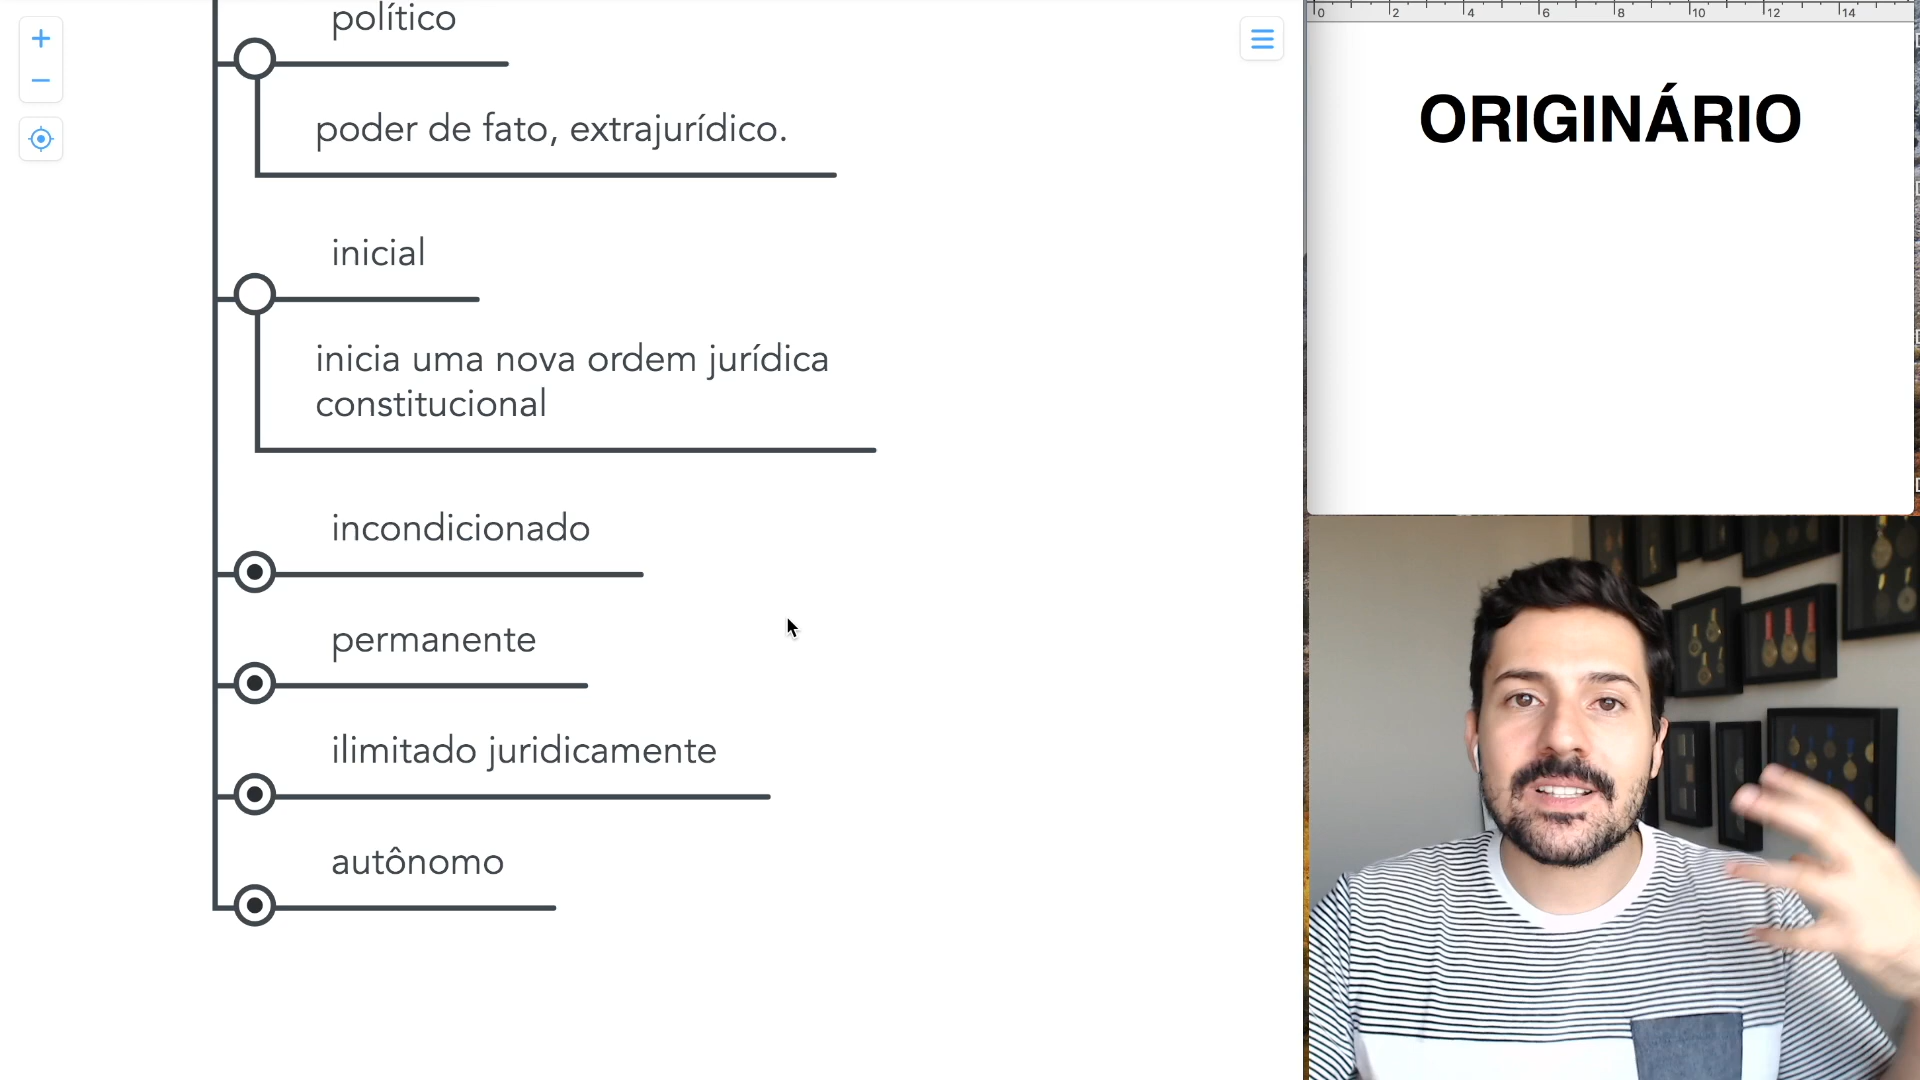 político
poder de fato, extrajurídico.
inicial
inicia uma nova ordem jurídica
constitucional
incondicionado
permanente
ilimitado juridicamente
autônomo
0 2 4 6 8 10 12 14
ORIGINÁRIO